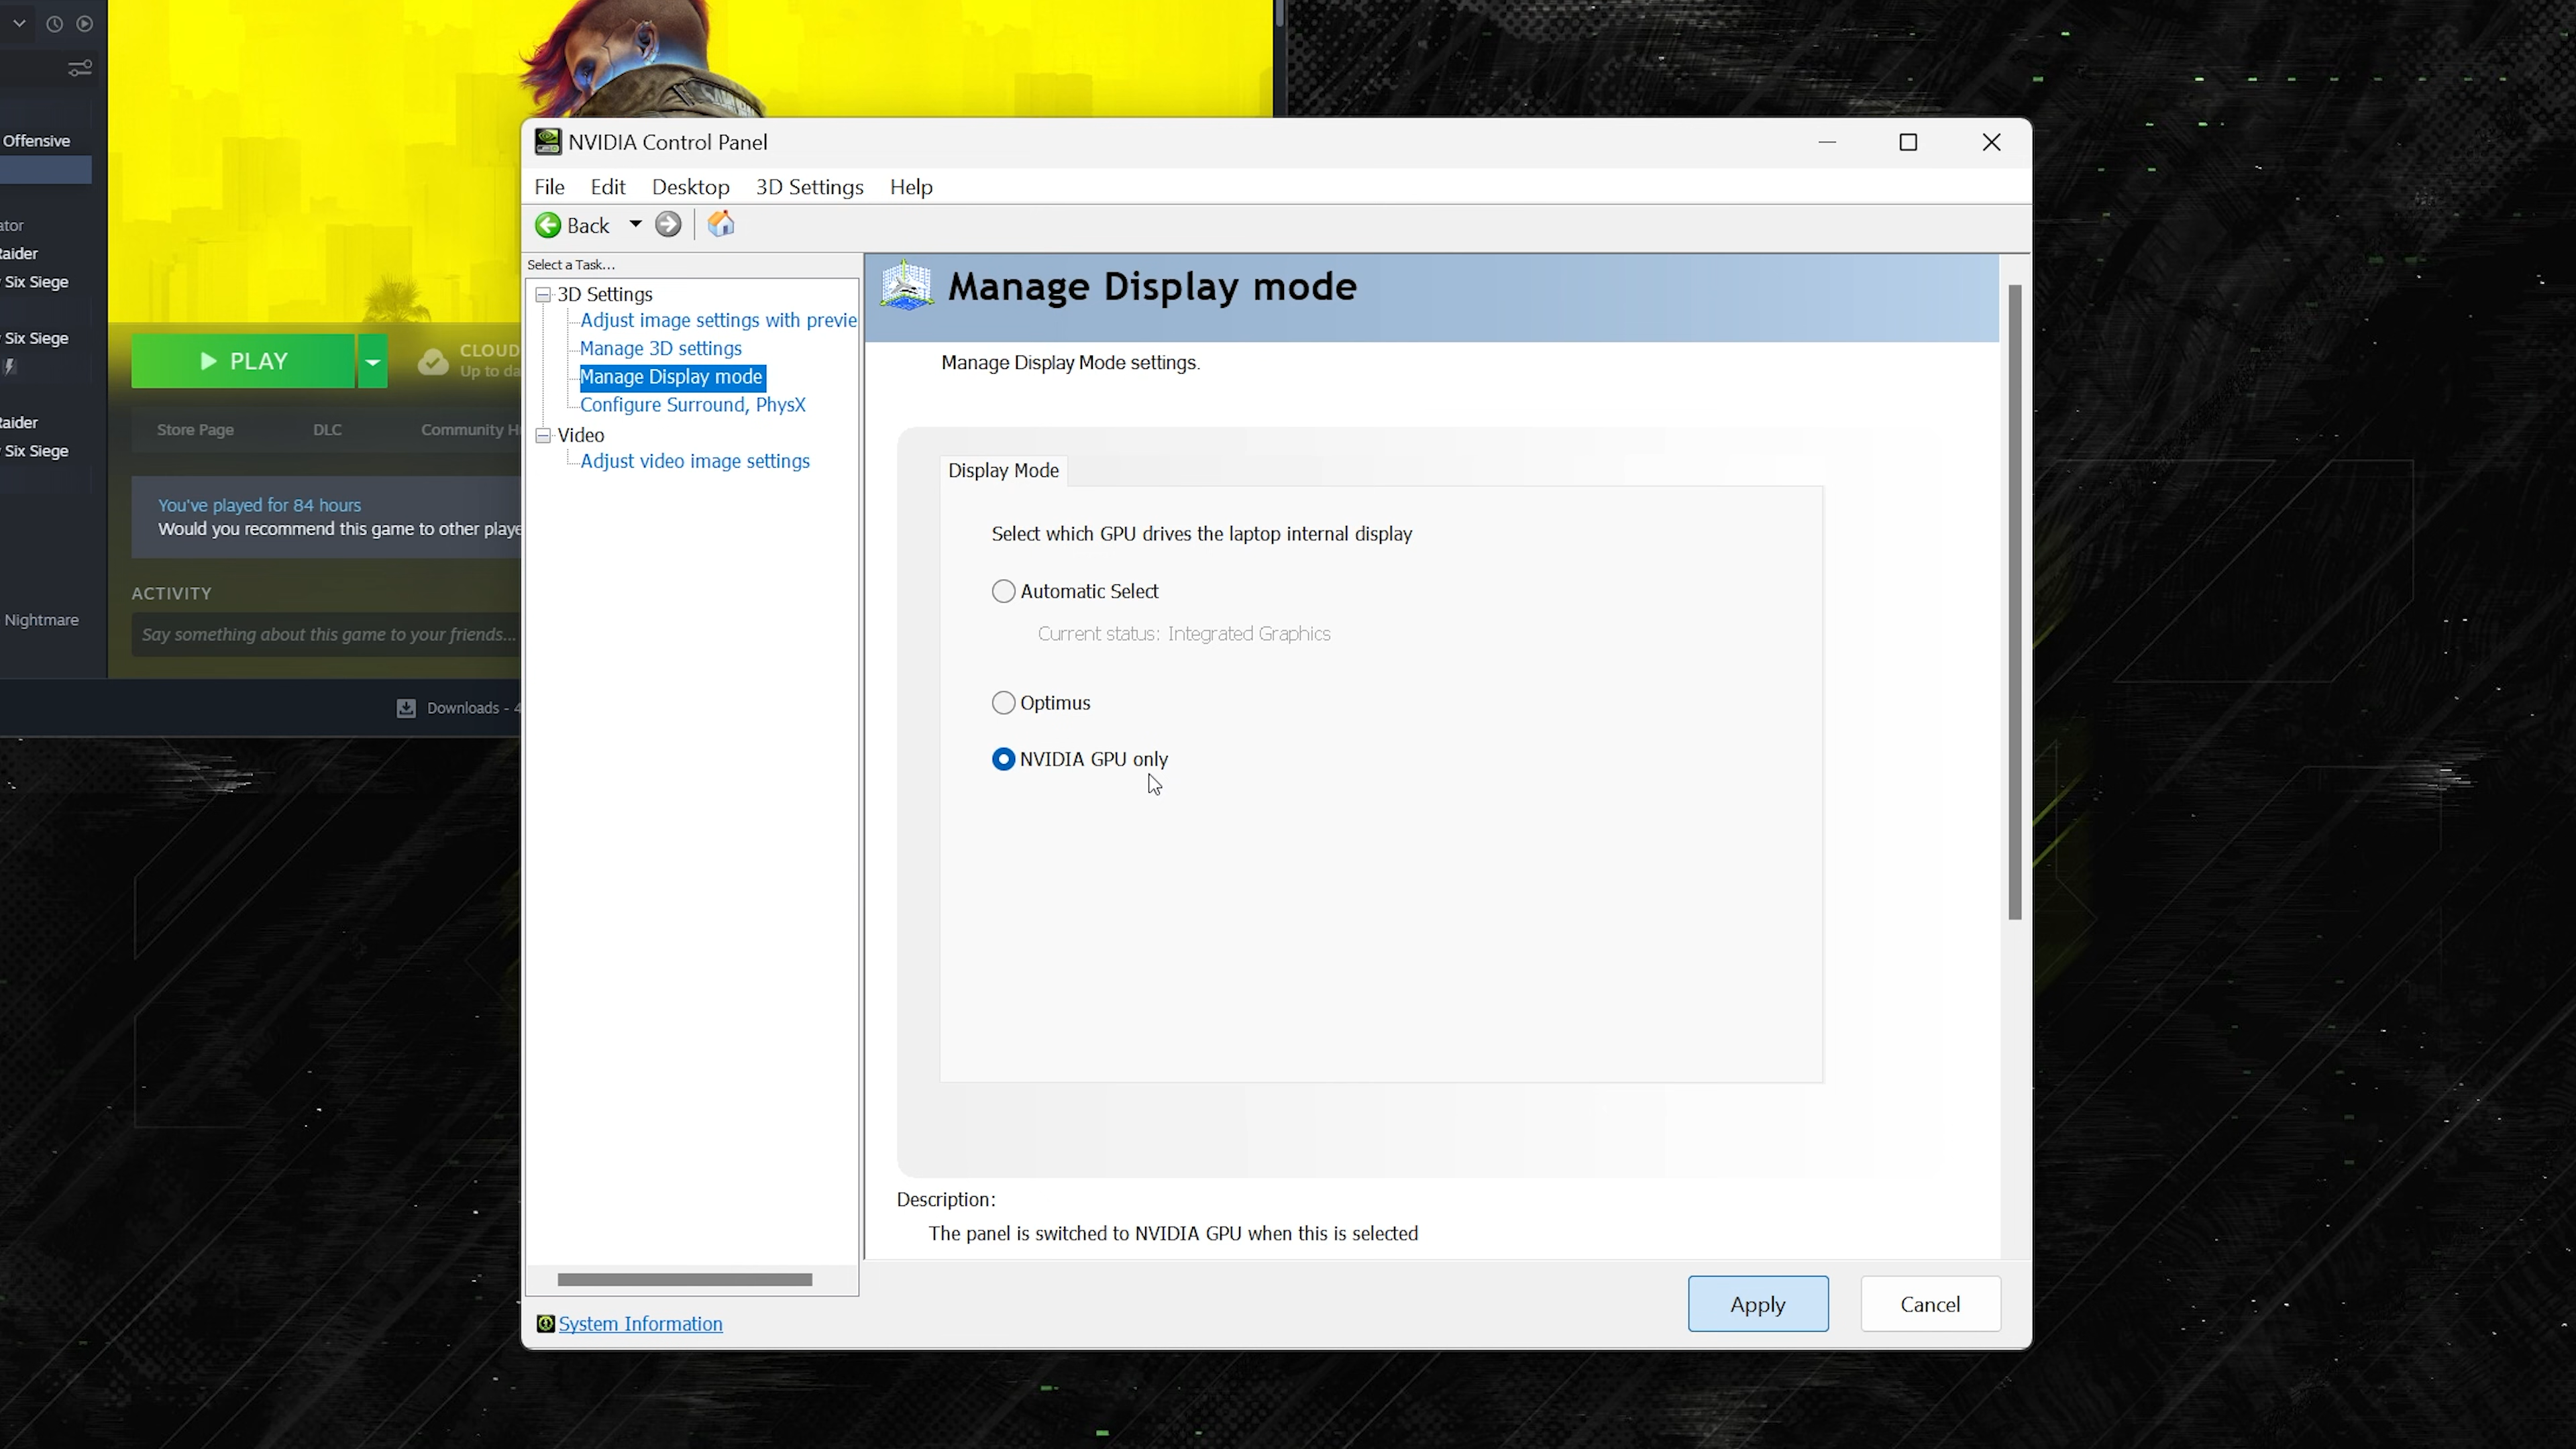 Offensive
ator
Raider
Six Siege
Six Siege
Raider
Six Siege
Nightmare
PLAY
CLOUD
Up to da
Store Page
DLC
Community H
You've played for 84 hours
Would you recommend this game to other playe
ACTIVITY
Say something about this game to your friends...
Downloads - 4
NVIDIA Control Panel
File Edit Desktop 3D Settings Help
Back
Select a Task...
3D Settings
Adjust image settings with previe
Manage 3D settings
Manage Display mode
Configure Surround, PhysX
Video
Adjust video image settings
System Information
Manage Display mode
Manage Display Mode settings.
Display Mode
Select which GPU drives the laptop internal display
Automatic Select
Current status: Integrated Graphics
Optimus
NVIDIA GPU only
Description:
The panel is switched to NVIDIA GPU when this is selected
Apply
Cancel